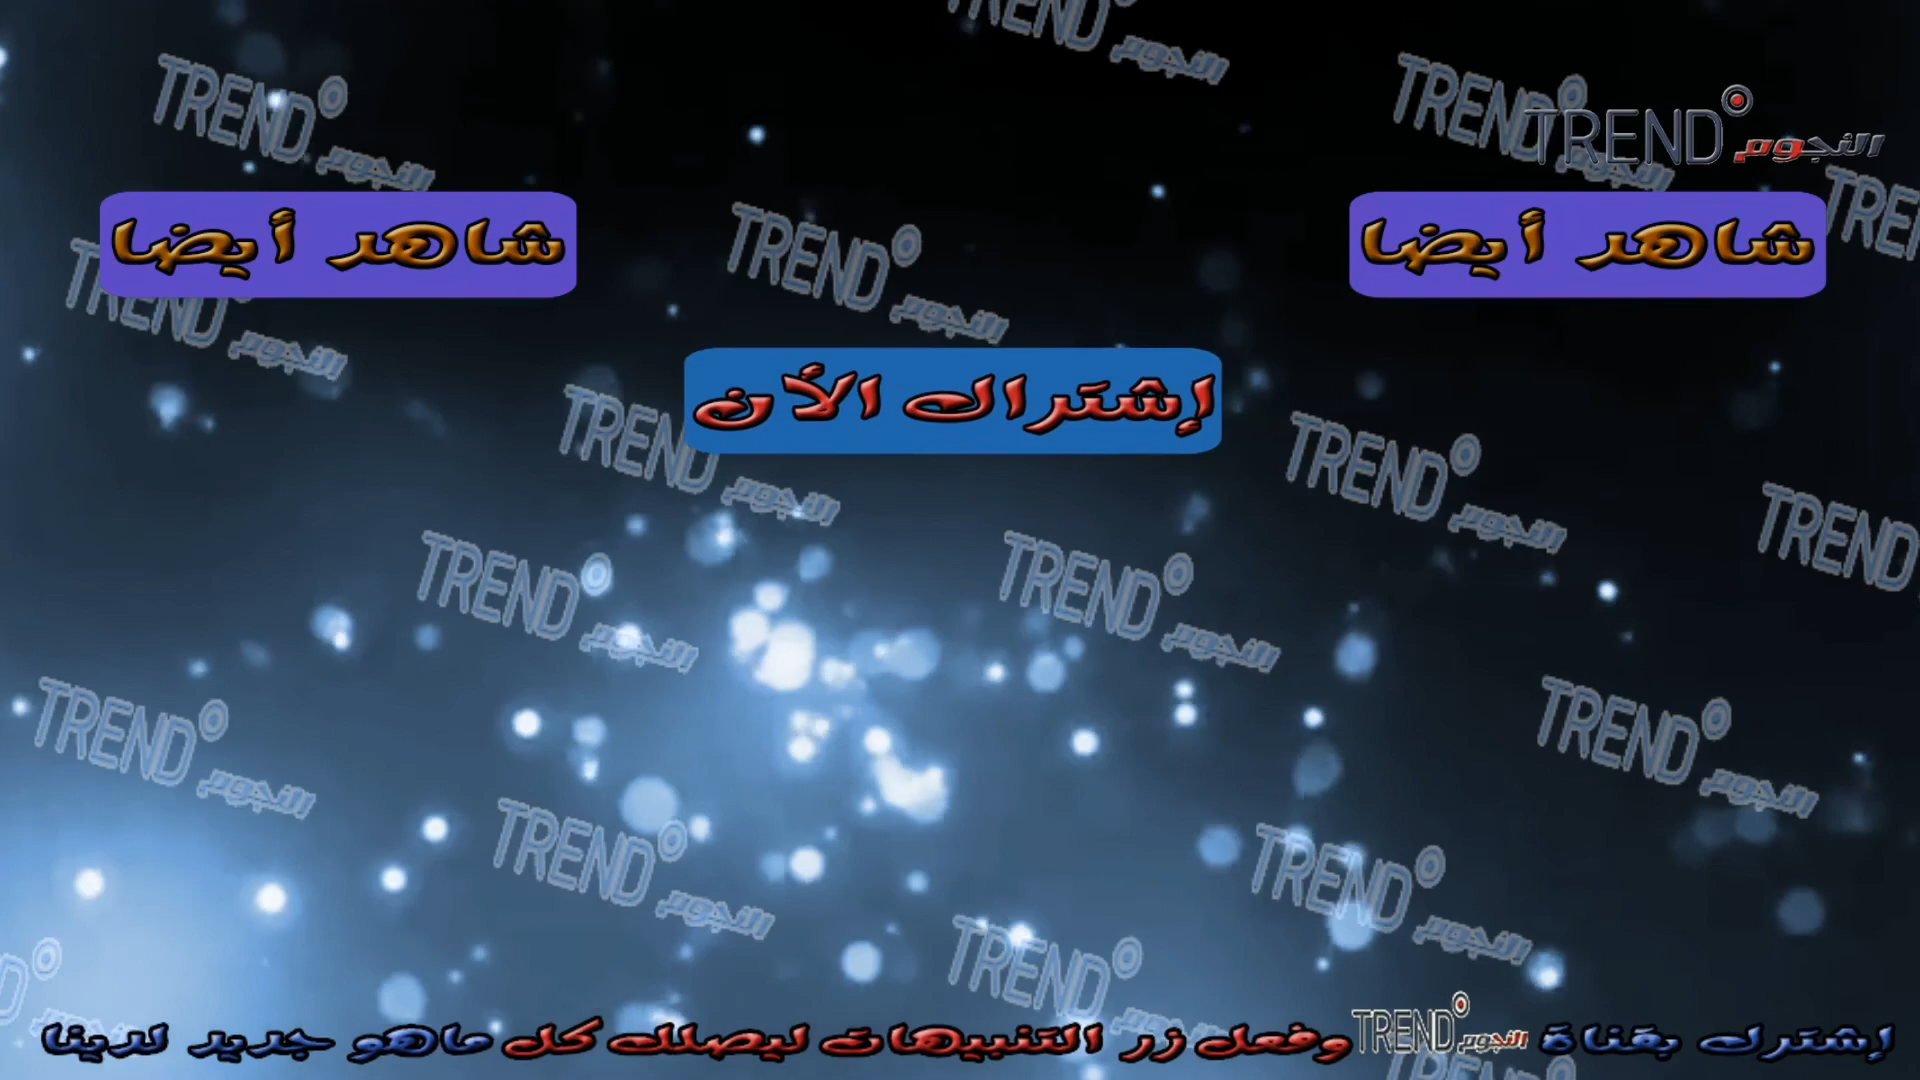 TREND النجوم
شاهد أيضا
شاهد أيضا
إشتراك الأن
إشترك بقناة TREND النجوم وفعل زر التنبيهات ليصلك كل ماهو جديد لدينا